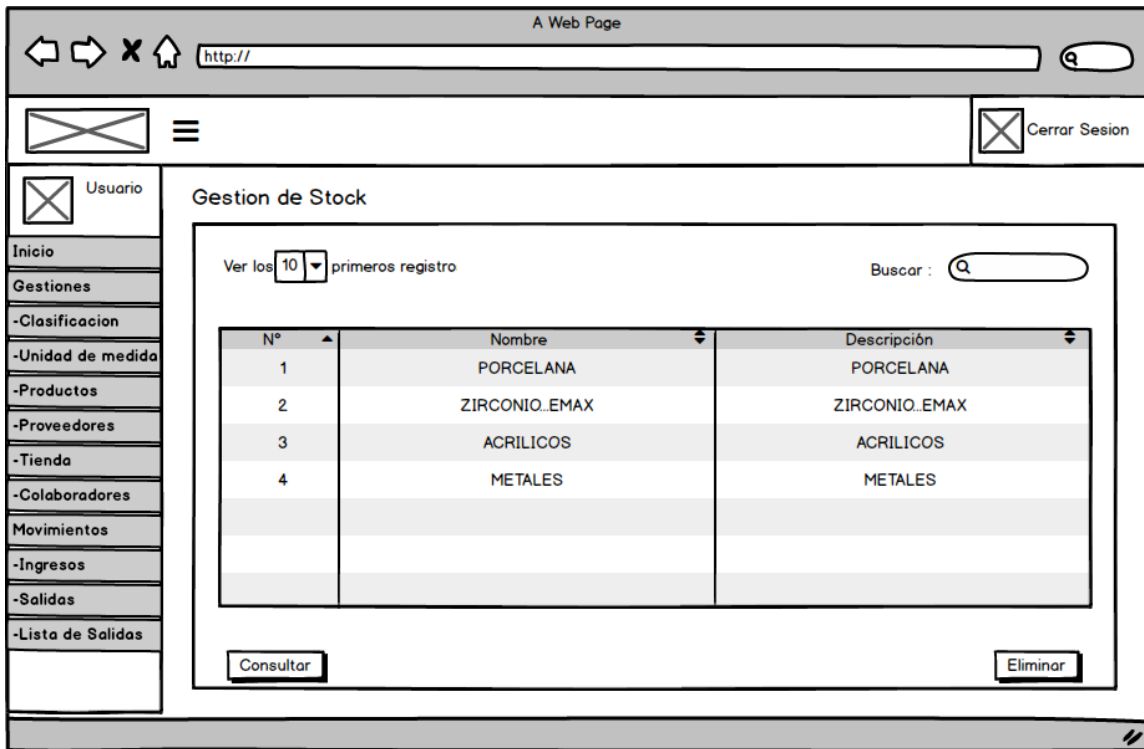 A Web Page
http://
Cerrar Sesion
Usuario
Inicio
Gestiones
-Clasificacion
-Unidad de medida
-Productos
-Proveedores
-Tienda
-Colaboradores
Movimientos
-Ingresos
-Salidas
-Lista de Salidas
Gestion de Stock
Ver los 10 primeros registro
Buscar :
N° Nombre Descripción
1 PORCELANA PORCELANA
2 ZIRCONIO...EMAX ZIRCONIO...EMAX
3 ACRILICOS ACRILICOS
4 METALES METALES
Consultar Eliminar